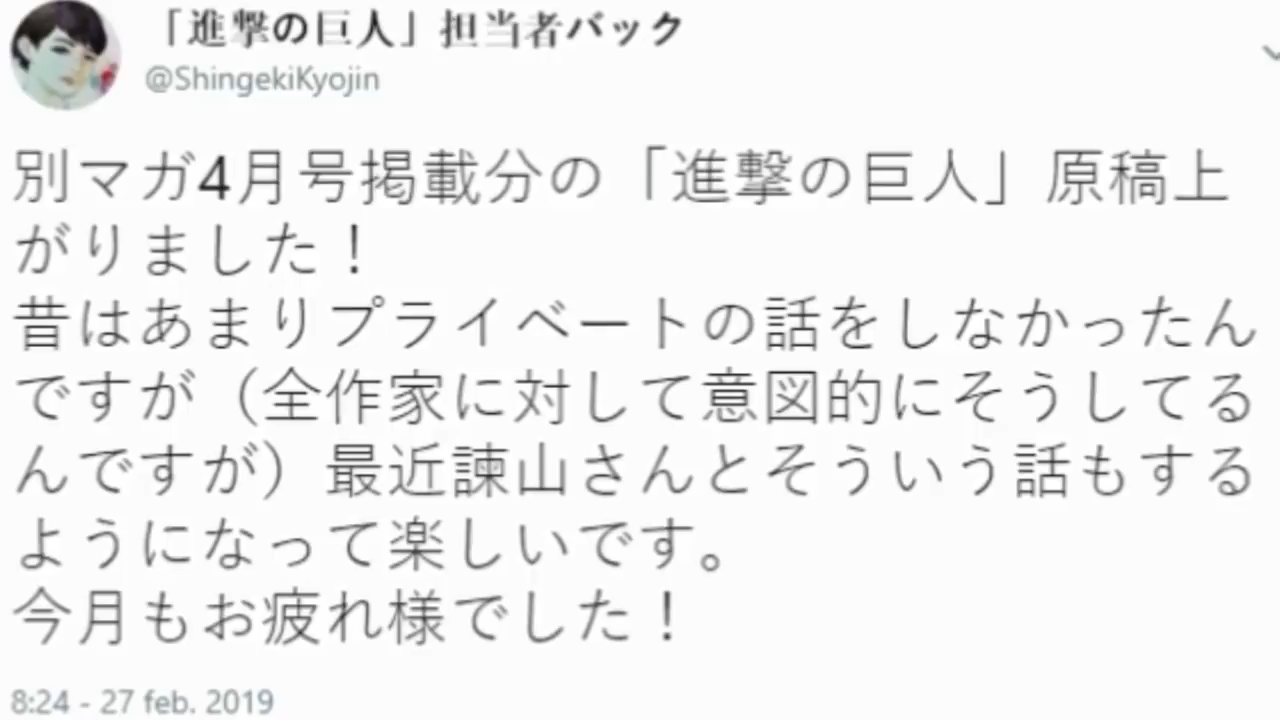 「進撃の巨人」担当者バック
@ShingekiKyojin
別マガ4月号掲載分の「進撃の巨人」原稿上
がりました！
昔はあまりプライベートの話をしなかったん
ですが（全作家に対して意図的にそうしてる
んですが）最近諫山さんとそういう話もする
ようになって楽しいです。
今月もお疲れ様でした！
8:24 - 27 feb. 2019